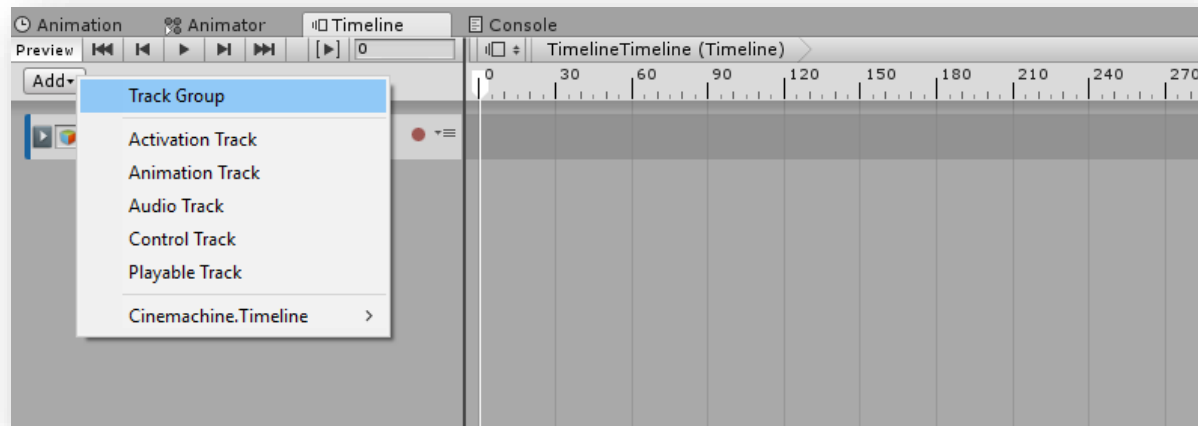 Animation
Animator
Timeline
Console
Preview
0
TimelineTimeline (Timeline)
Add
0 30 60 90 120 150 180 210 240 270
Track Group
Activation Track
Animation Track
Audio Track
Control Track
Playable Track
Cinemachine.Timeline